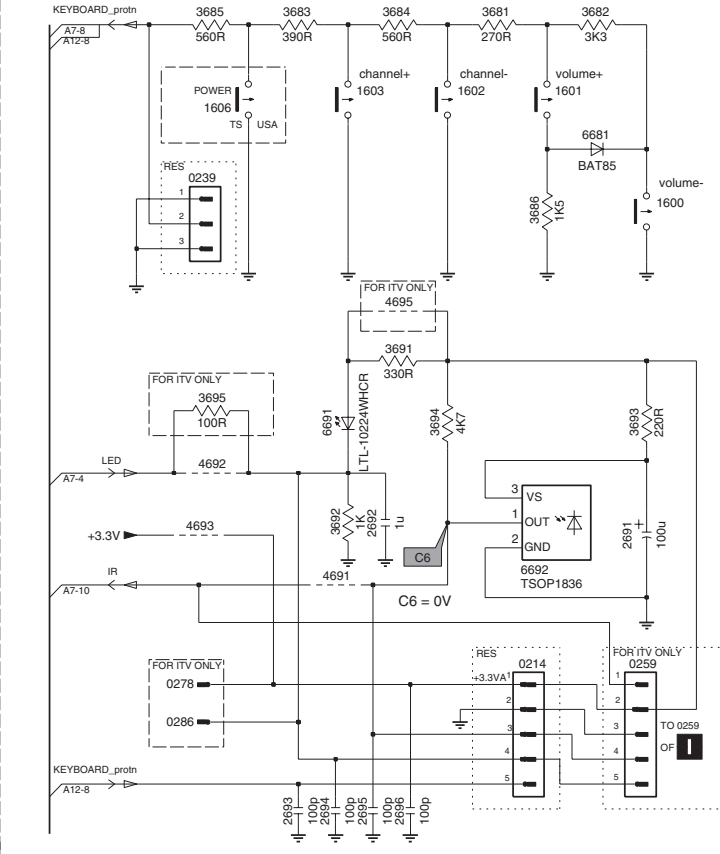 KEYBOARD_protn
A7-8
A12-8
3685
560R
3683
390R
3684
560R
3681
270R
3682
3K3
POWER
1606
TS USA
channel+
1603
channel-
1602
volume+
1601
6681
BAT85
3686
1K5
volume-
1600
RES
0239
1
2
3
FOR ITV ONLY
4695
3691
330R
FOR ITV ONLY
3695
100R
6691
LTL-10224WHCR
3694
4K7
3693
220R
LED
A7-4
4692
3692
1K
2692
1u
3 VS
1 OUT
2 GND
6692
TSOP1836
2691
+
100u
+3.3V
4693
C6
IR
A7-10
4691
C6 = 0V
FOR ITV ONLY
0278
0286
RES
0214
+3.3VA
1
2
3
4
5
FOR ITV ONLY
0259
1
2
3
4
5
TO 0259
OF I
KEYBOARD_protn
A12-8
2693
100p
2694
100p
2695
100p
2696
100p